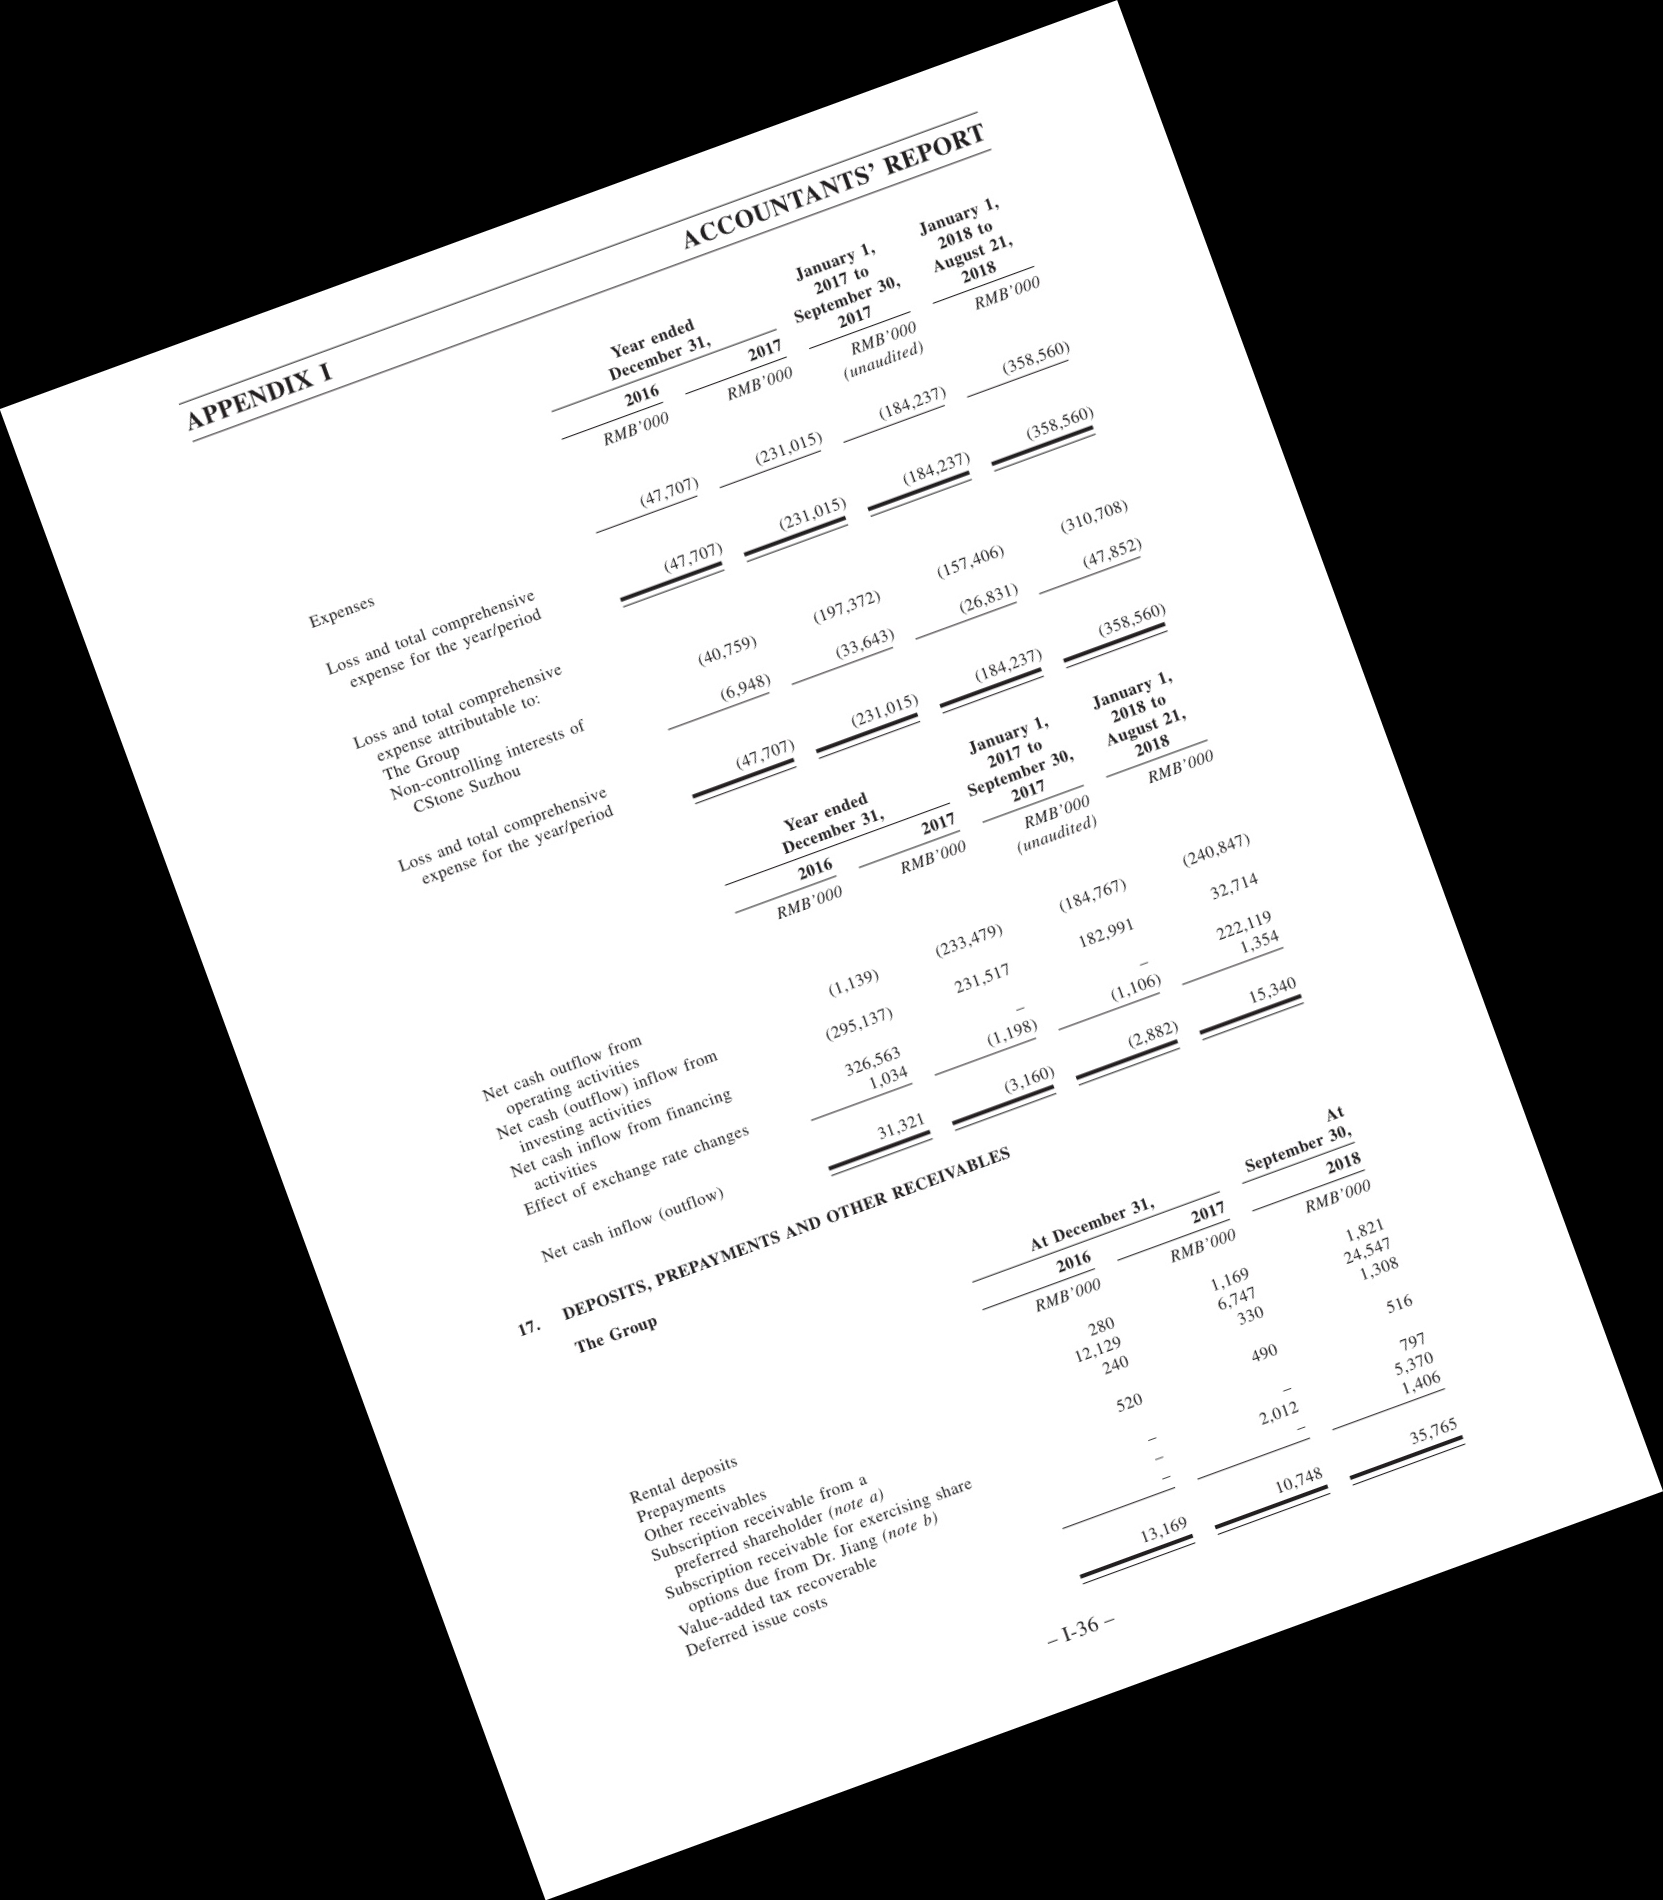 APPENDIX I ACCOUNTANTS’ REPORT
Year ended
December 31,
January 1,
2017 to
September 30,
2017
January 1,
2018 to
August 21,
2018
2016 2017
RMB’000 RMB’000 RMB’000 RMB’000
(unaudited)
Expenses (47,707) (231,015) (184,237) (358,560)
Loss and total comprehensive
expense for the year/period (47,707) (231,015) (184,237) (358,560)
Loss and total comprehensive
expense attributable to:
The Group (40,759) (197,372) (157,406) (310,708)
Non-controlling interests of
CStone Suzhou (6,948) (33,643) (26,831) (47,852)
Loss and total comprehensive
expense for the year/period (47,707) (231,015) (184,237) (358,560)
Year ended
December 31,
January 1,
2017 to
September 30,
2017
January 1,
2018 to
August 21,
2018
2016 2017
RMB’000 RMB’000 RMB’000 RMB’000
(unaudited)
Net cash outflow from
operating activities (1,139) (233,479) (184,767) (240,847)
Net cash (outflow) inflow from
investing activities (295,137) 231,517 182,991 32,714
Net cash inflow from financing
activities 326,563 – – 222,119
Effect of exchange rate changes 1,034 (1,198) (1,106) 1,354
Net cash inflow (outflow) 31,321 (3,160) (2,882) 15,340
17. DEPOSITS, PREPAYMENTS AND OTHER RECEIVABLES
The Group
At December 31,
At
September 30,
2016 2017 2018
RMB’000 RMB’000 RMB’000
Rental deposits 280 1,169 1,821
Prepayments 12,129 6,747 24,547
Other receivables 240 330 1,308
Subscription receivable from a
preferred shareholder (note a) 520 490 516
Subscription receivable for exercising share
options due from Dr. Jiang (note b) – – 797
Value-added tax recoverable – 2,012 5,370
Deferred issue costs – – 1,406
13,169 10,748 35,765
– I-36 –